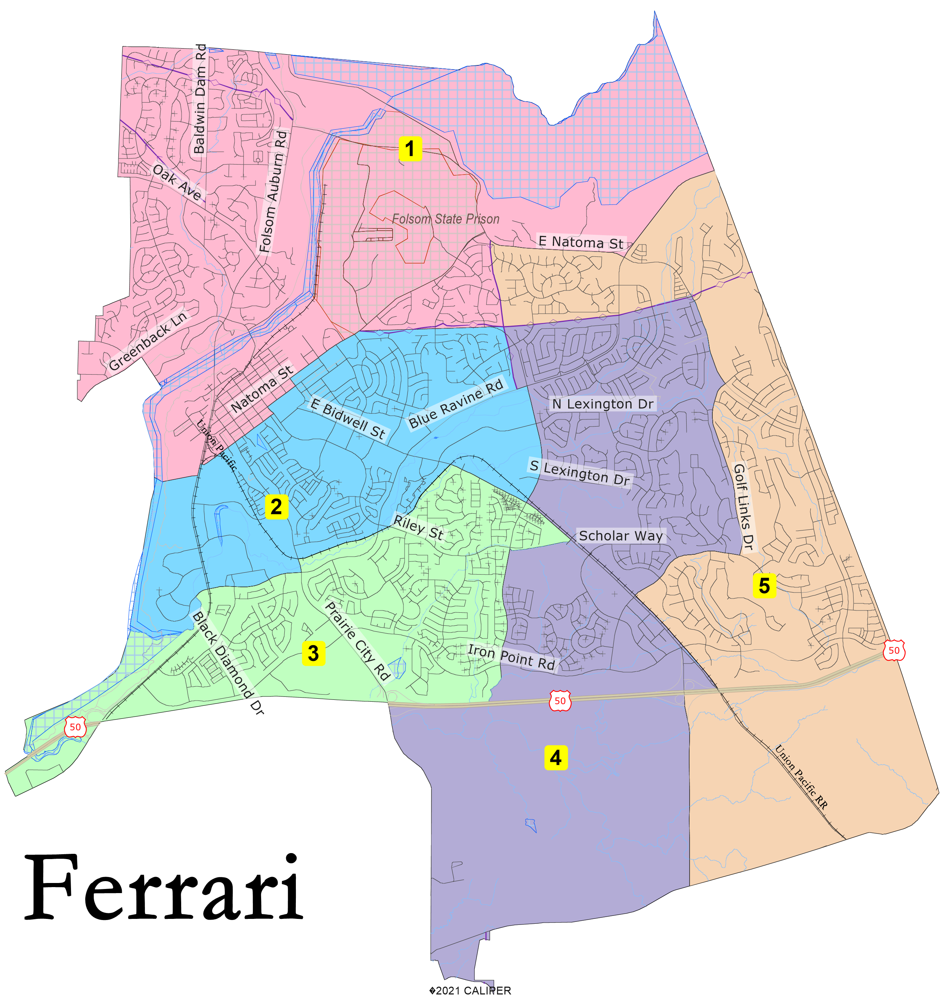 Baldwin Dam Rd
1
Oak Ave
Folsom Auburn Rd
Folsom State Prison
E Natoma St
Greenback Ln
Natoma St
E Bidwell St
Blue Ravine Rd
N Lexington Dr
Union Pacific
S Lexington Dr
Golf Links Dr
2
Riley St
Scholar Way
5
Black Diamond Dr
Prairie City Rd
3
Iron Point Rd
50
50
50
4
Union Pacific RR
Ferrari
�2021 CALIPER